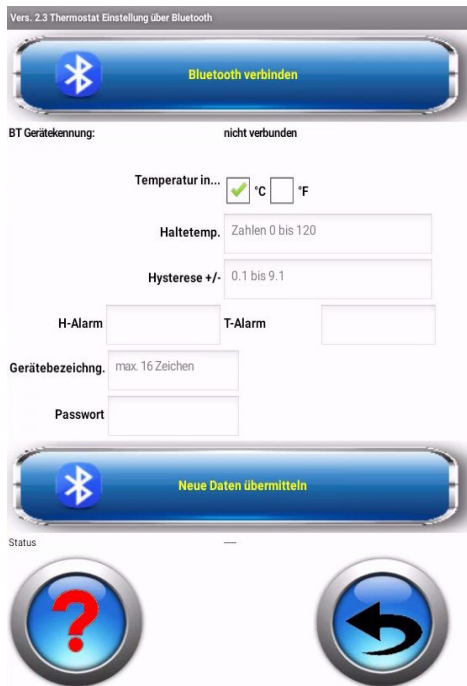 Vers. 2.3 Thermostat Einstellung über Bluetooth
Bluetooth verbinden
BT Gerätekennung: nicht verbunden
Temperatur in... °C °F
Haltetemp. Zahlen 0 bis 120
Hysterese +/- 0.1 bis 9.1
H-Alarm T-Alarm
Gerätebezeichng. max. 16 Zeichen
Passwort
Neue Daten übermitteln
Status ---
?